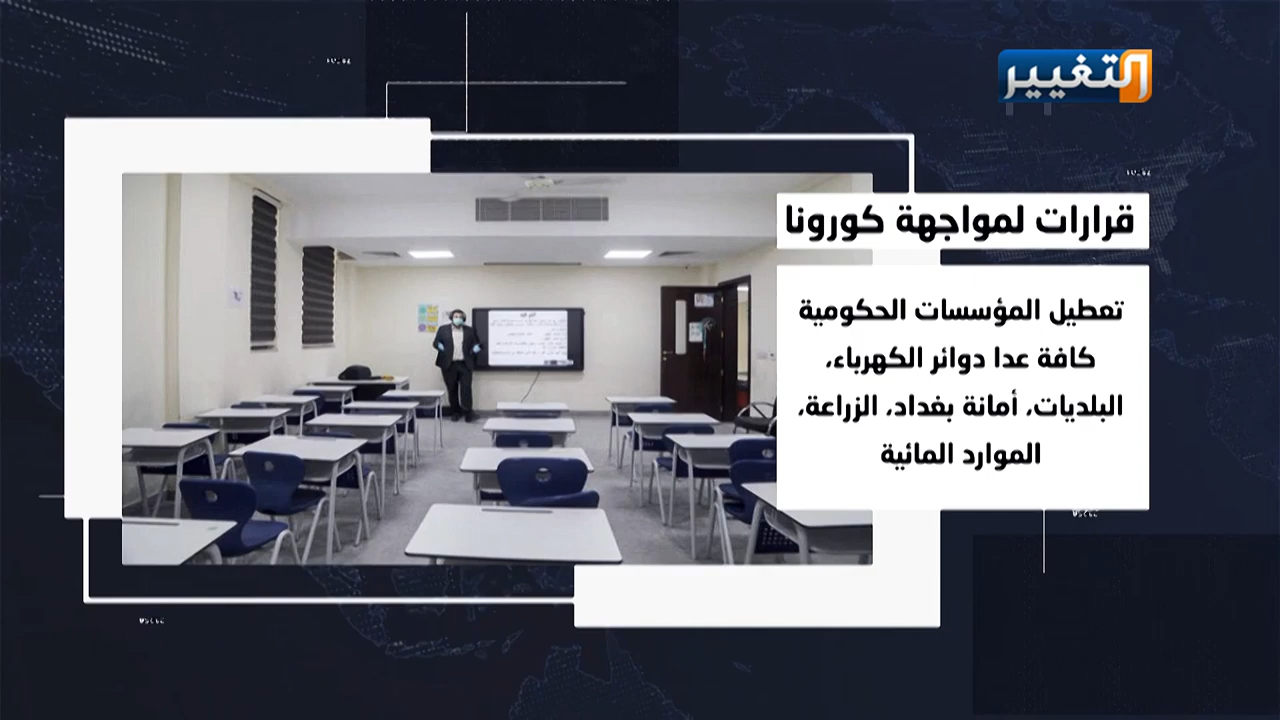 التغيير
قرارات لمواجهة كورونا
تعطيل المؤسسات الحكومية
كافة عدا دوائر الكهرباء،
البلديات، أمانة بغداد، الزراعة،
الموارد المائية